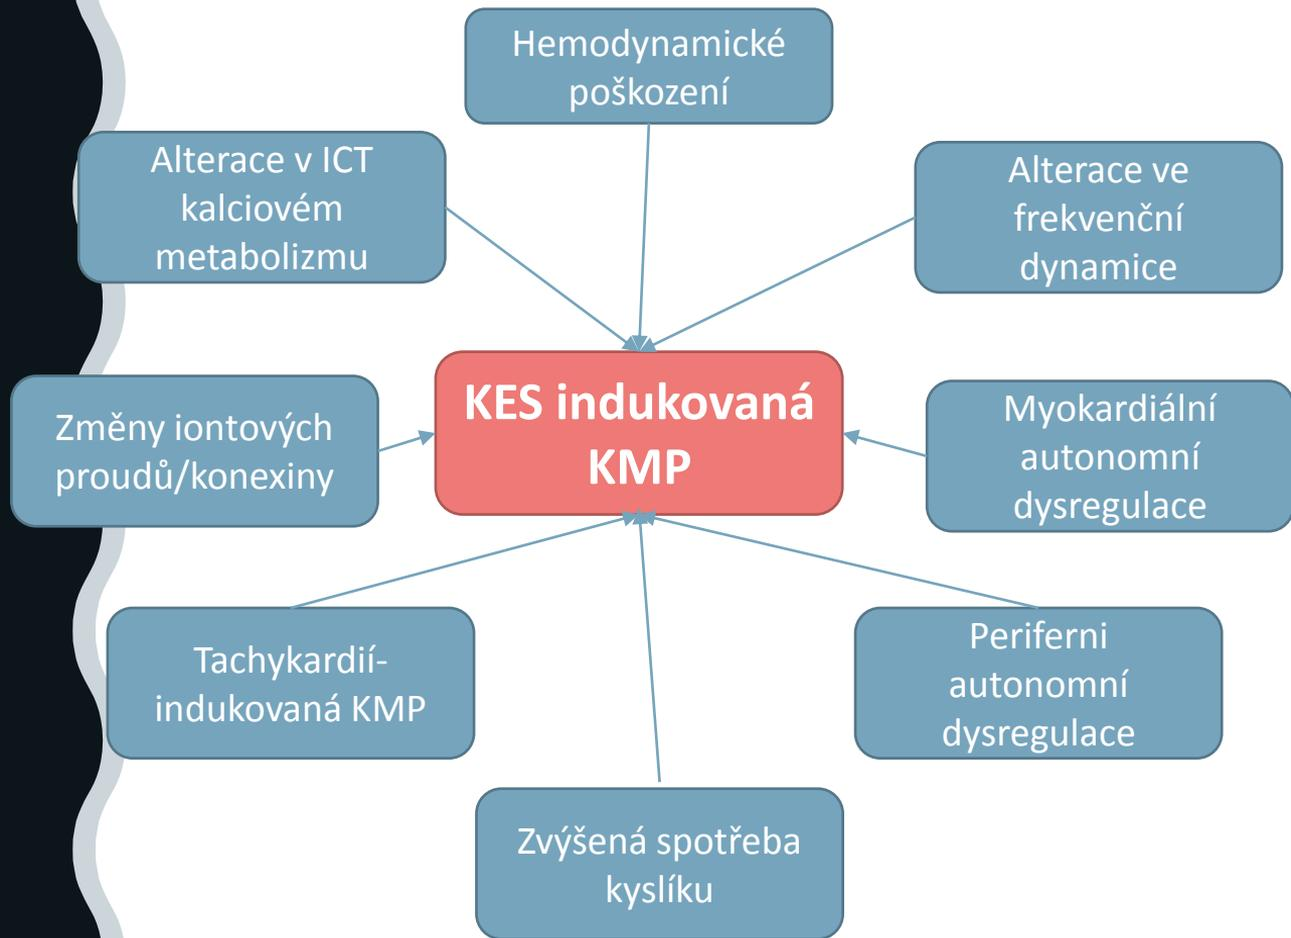 Hemodynamické
poškození
Alterace v ICT
kalciovém
metabolizmu
Alterace ve
frekvenční
dynamice
KES indukovaná
KMP
Změny iontových
proudů/konexiny
Myokardiální
autonomní
dysregulace
Tachykardií-
indukovaná KMP
Periferni
autonomní
dysregulace
Zvýšená spotřeba
kyslíku